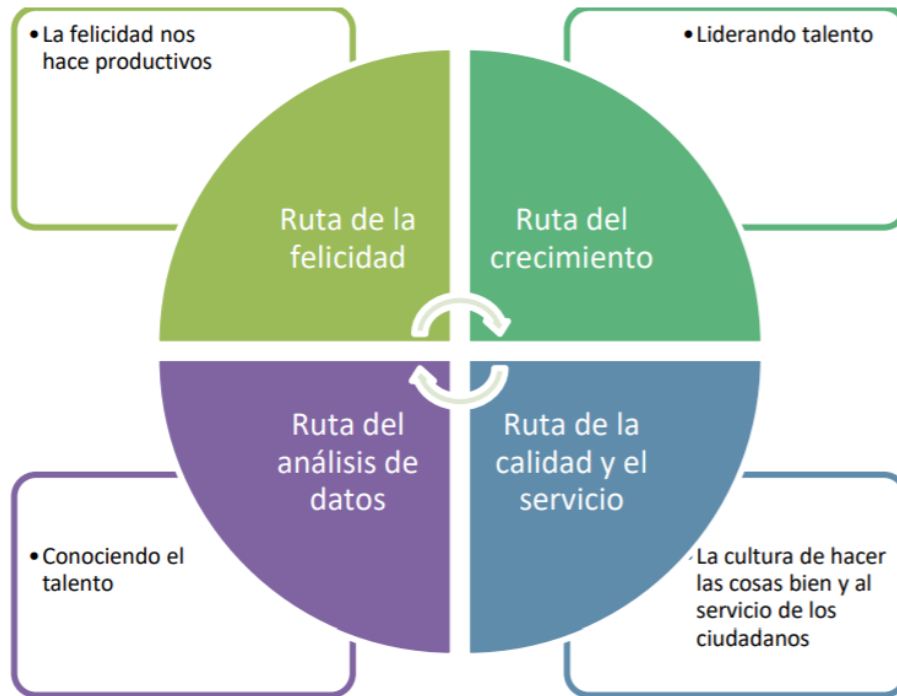 • La felicidad nos
hace productivos
• Liderando talento
Ruta de la
felicidad
Ruta del
crecimiento
Ruta del
análisis de
datos
Ruta de la
calidad y el
servicio
• Conociendo el
talento
La cultura de hacer
las cosas bien y al
servicio de los
ciudadanos